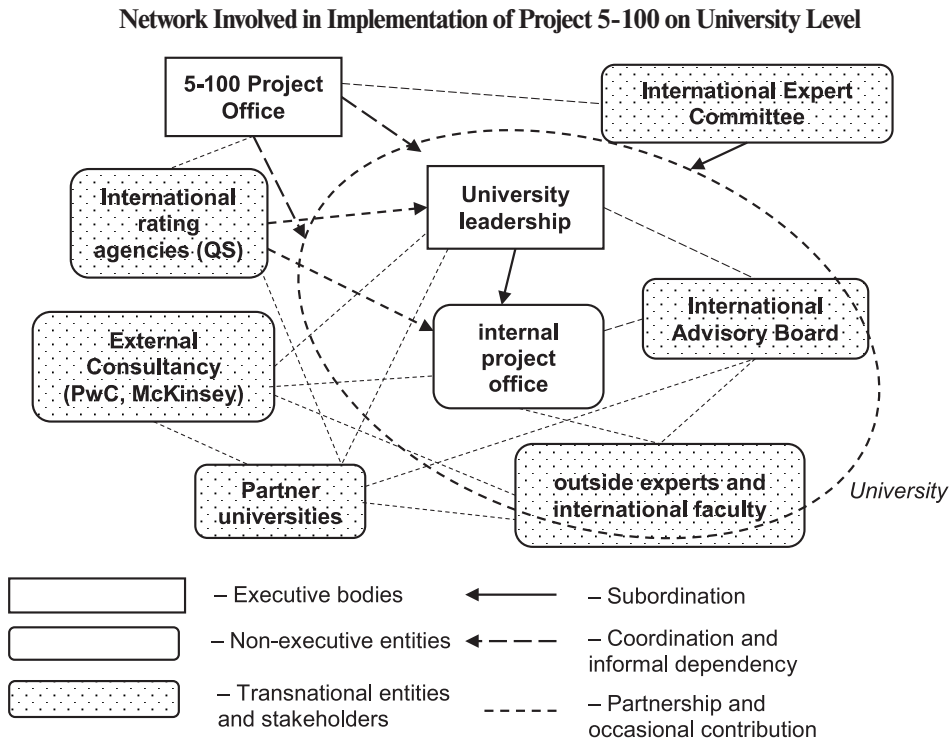 Network Involved in Implementation of Project 5-100 on University Level
5-100 Project
Office
International Expert
Committee
International
rating
agencies (QS)
University
leadership
External
Consultancy
(PwC, McKinsey)
internal
project
office
International
Advisory Board
Partner
universities
outside experts and
international faculty
University
– Executive bodies
– Subordination
– Non-executive entities
– Coordination and
informal dependency
– Transnational entities
and stakeholders
– Partnership and
occasional contribution